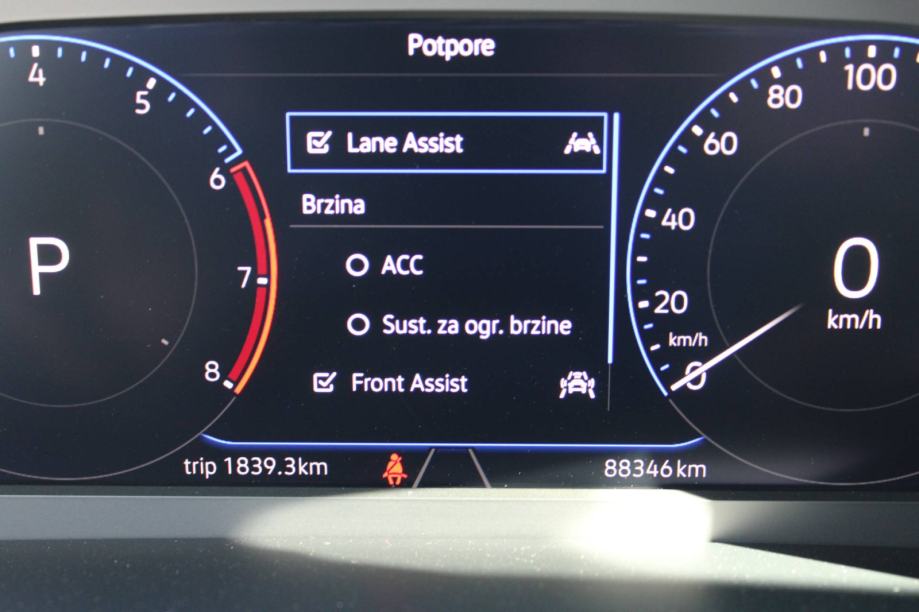 Potpore
4
5
6
7
8
P
Lane Assist
Brzina
ACC
Sust. za ogr. brzine
Front Assist
100
80
60
40
20
km/h
0
0
km/h
trip 1839.3km
88346km